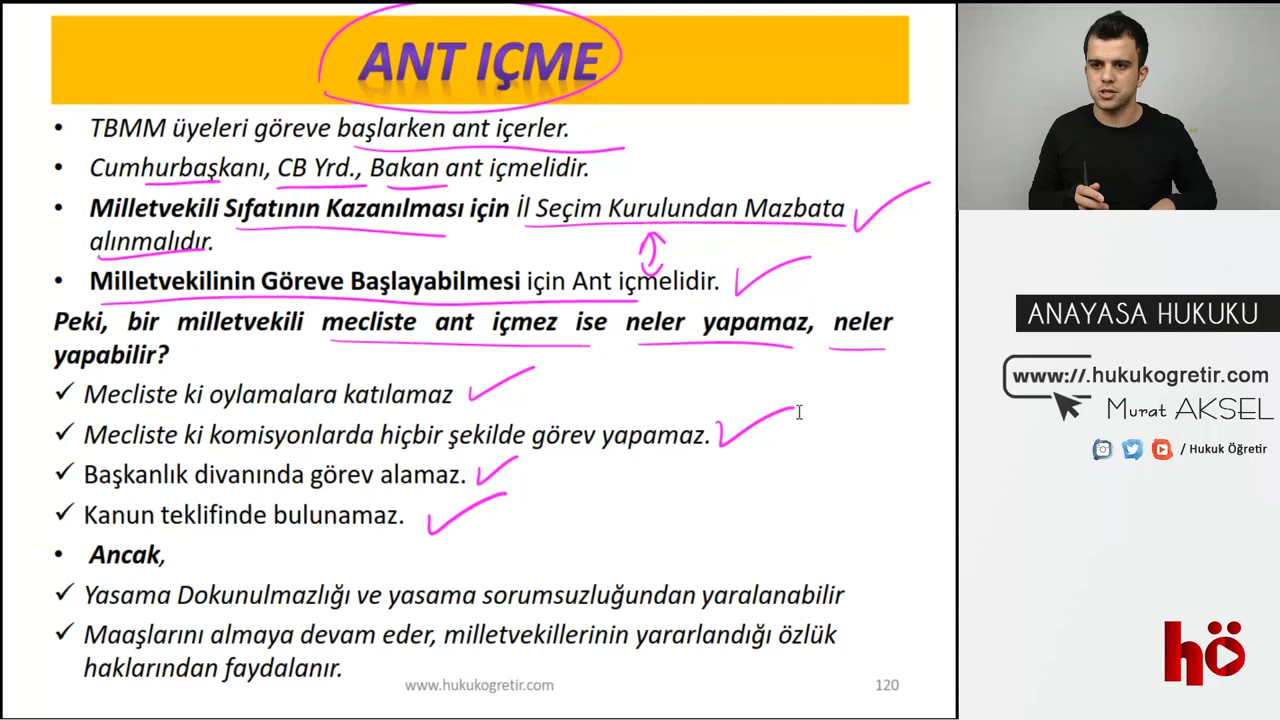 ANT IÇME
• TBMM üyeleri göreve başlarken ant içerler.
• Cumhurbaşkanı, CB Yrd., Bakan ant içmelidir.
• Milletvekili Sıfatının Kazanılması için İl Seçim Kurulundan Mazbata
alınmalıdır.
• Milletvekilinin Göreve Başlayabilmesi için Ant içmelidir.
Peki, bir milletvekili mecliste ant içmez ise neler yapamaz, neler
yapabilir?
✓ Mecliste ki oylamalara katılamaz
✓ Mecliste ki komisyonlarda hiçbir şekilde görev yapamaz.
✓ Başkanlık divanında görev alamaz.
✓ Kanun teklifinde bulunamaz.
• Ancak,
✓ Yasama Dokunulmazlığı ve yasama sorumsuzluğundan yaralanabilir
✓ Maaşlarını almaya devam eder, milletvekillerinin yararlandığı özlük
haklarından faydalanır.
www.hukukogretir.com
120
ANAYASA HUKUKU
www://.hukukogretir.com
Murat AKSEL
/ Hukuk Öğretir
hö